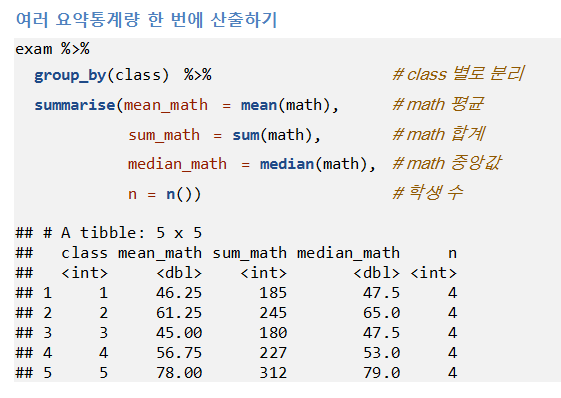 여러 요약통계량 한 번에 산출하기
exam %>%
  group_by(class) %>%                   # class 별로 분리
  summarise(mean_math = mean(math),     # math 평균
            sum_math = sum(math),       # math 합계
            median_math = median(math), # math 중앙값
            n = n())                    # 학생 수
## # A tibble: 5 x 5
##   class mean_math sum_math median_math     n
##   <int>     <dbl>    <int>       <dbl> <int>
## 1     1     46.25      185        47.5     4
## 2     2     61.25      245        65.0     4
## 3     3     45.00      180        47.5     4
## 4     4     56.75      227        53.0     4
## 5     5     78.00      312        79.0     4